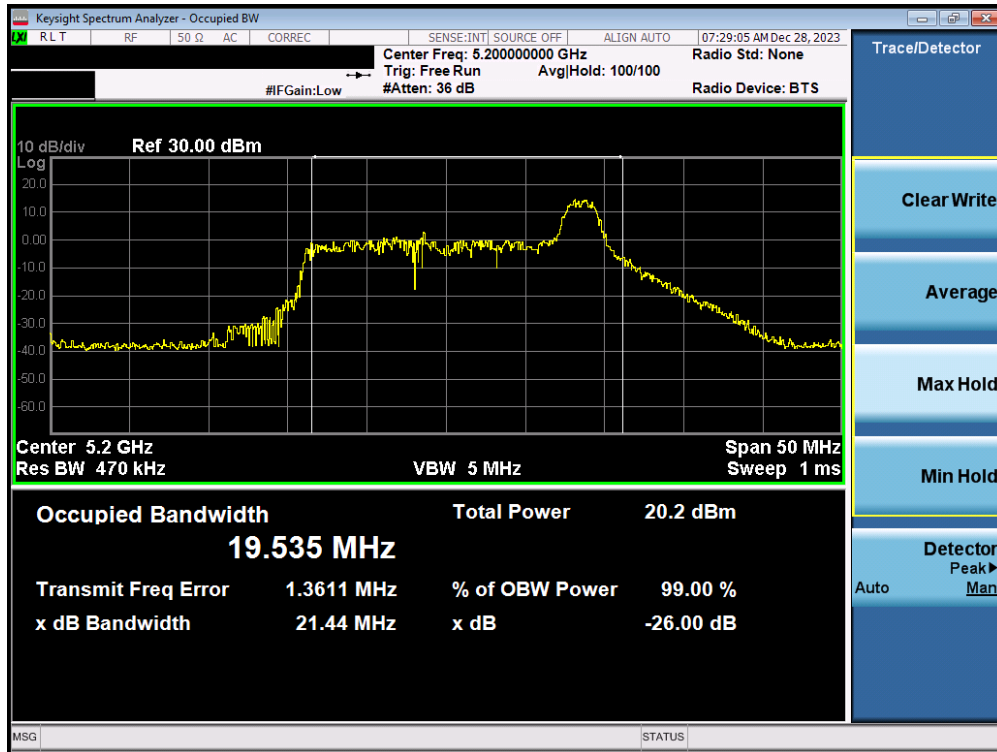 Keysight Spectrum Analyzer - Occupied BW
LXI RLT RF 50 Ω AC CORREC SENSE:INT SOURCE OFF ALIGN AUTO 07:29:05 AM Dec 28, 2023
Center Freq: 5.200000000 GHz Radio Std: None
Trig: Free Run Avg|Hold: 100/100
#IFGain:Low #Atten: 36 dB Radio Device: BTS
Trace/Detector
10 dB/div Ref 30.00 dBm
Log
20.0
10.0
0.00
-10.0
-20.0
-30.0
-40.0
-50.0
-60.0
Center 5.2 GHz Span 50 MHz
Res BW 470 kHz VBW 5 MHz Sweep 1 ms
Occupied Bandwidth Total Power 20.2 dBm
19.535 MHz
Transmit Freq Error 1.3611 MHz % of OBW Power 99.00 %
x dB Bandwidth 21.44 MHz x dB -26.00 dB
Clear Write
Average
Max Hold
Min Hold
Detector
Peak▶
Auto Man
MSG STATUS